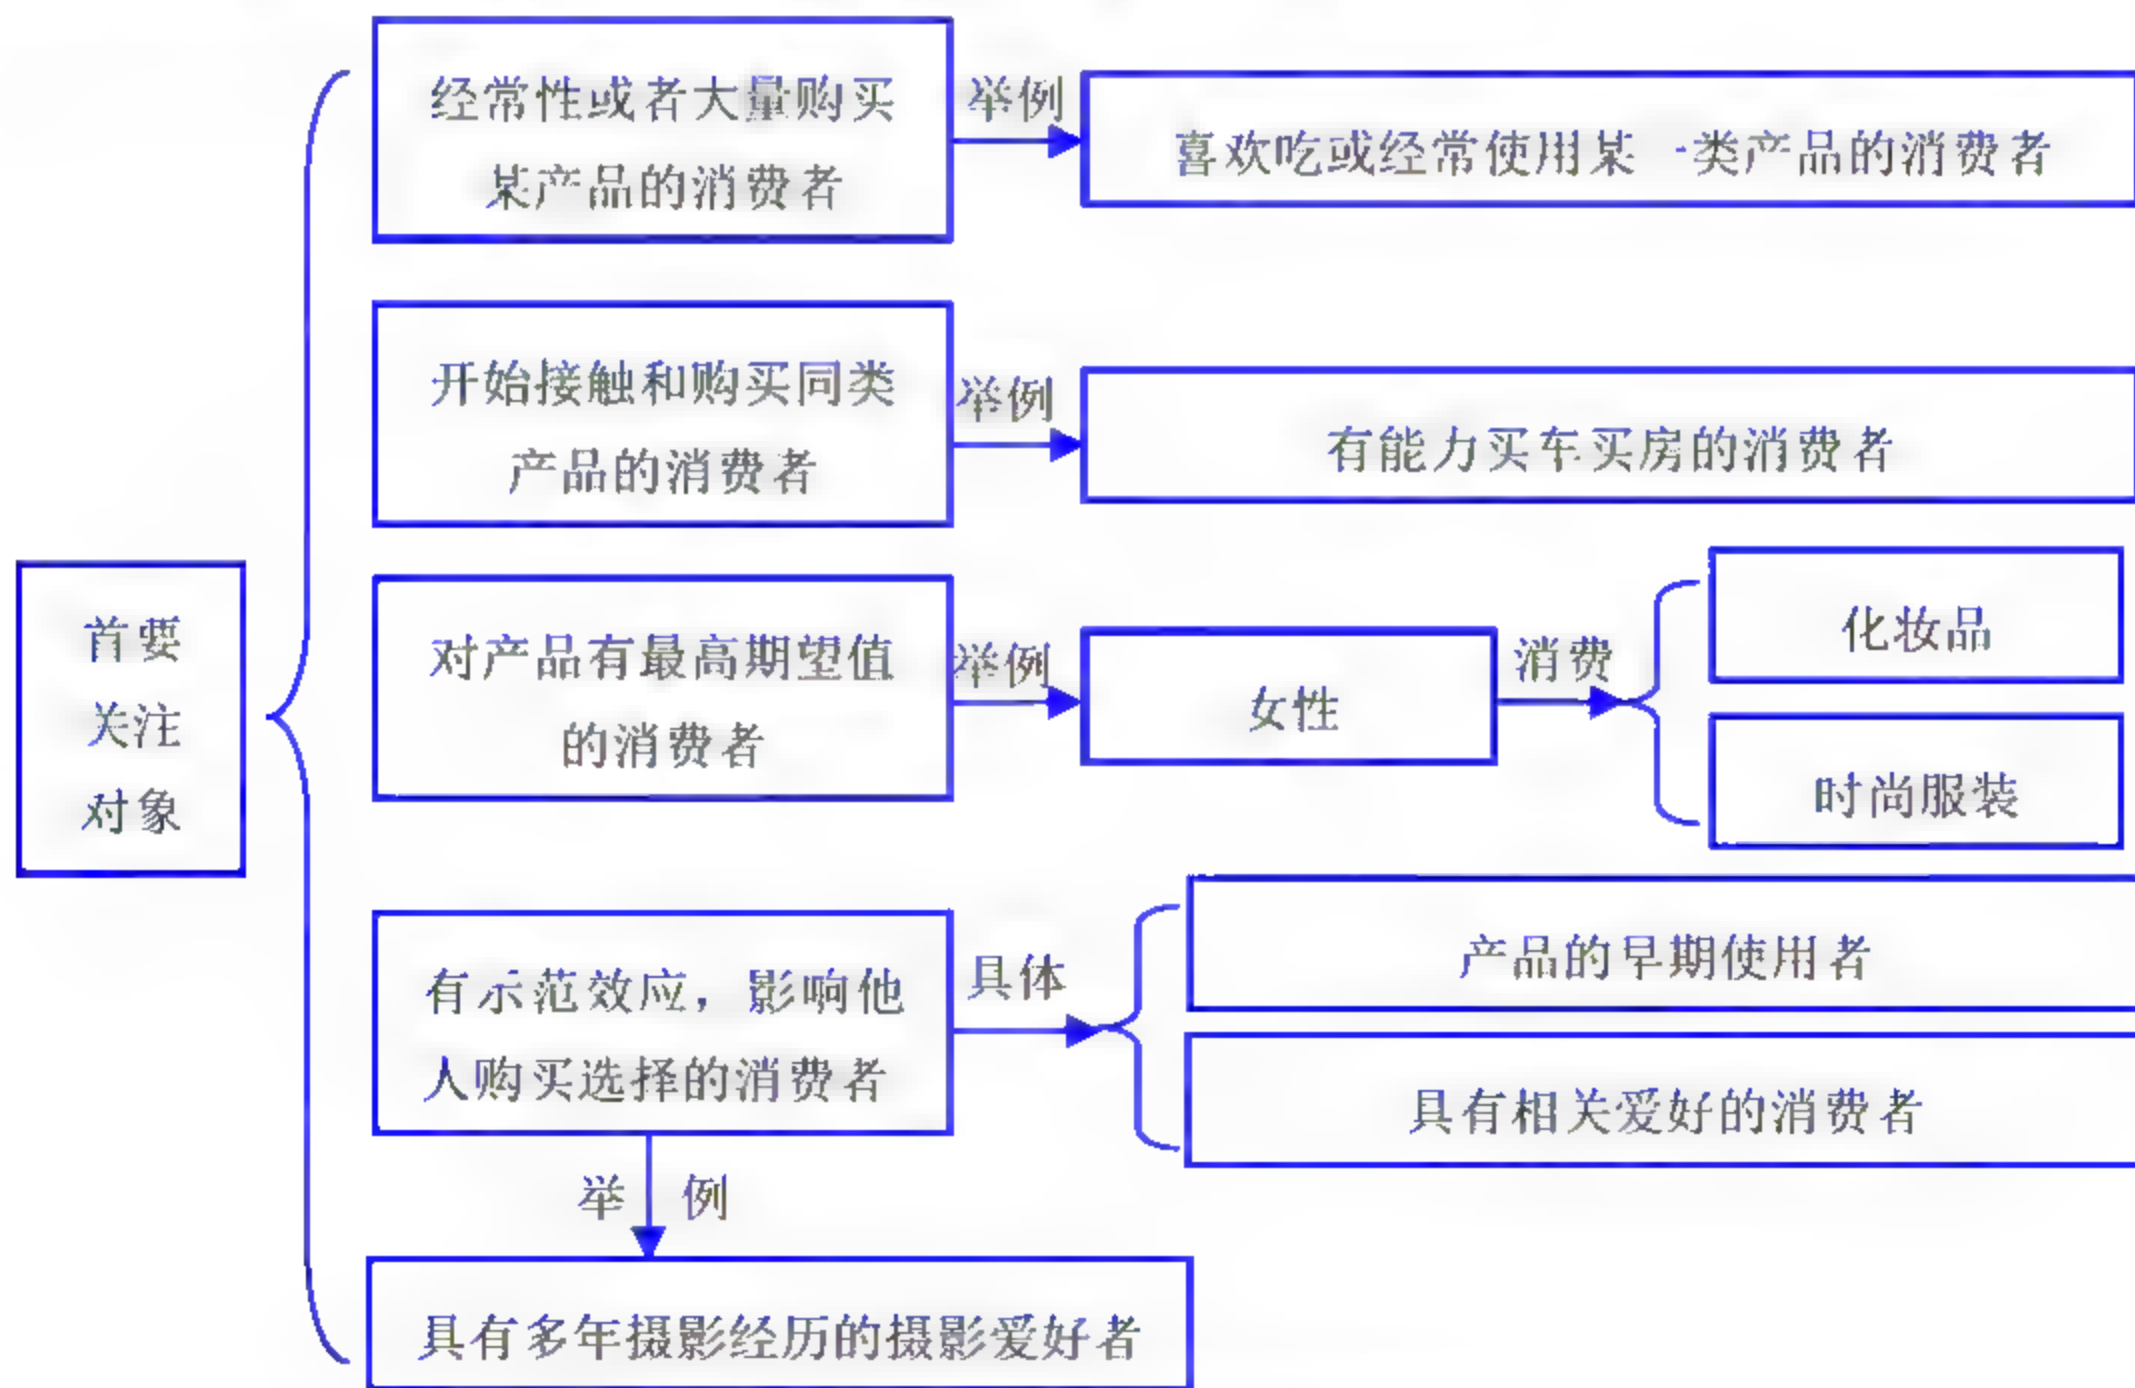 经常性或者大量购买
某产品的消费者
举例
喜欢吃或经常使用某一类产品的消费者
开始接触和购买同类
产品的消费者
举例
有能力买车买房的消费者
首要
关注
对象
对产品有最高期望值
的消费者
举例
女性
消费
化妆品
时尚服装
有示范效应，影响他
人购买选择的消费者
具体
产品的早期使用者
具有相关爱好的消费者
举例
具有多年摄影经历的摄影爱好者